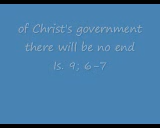 of Christ's government
there will be no end
Is. 9; 6-7